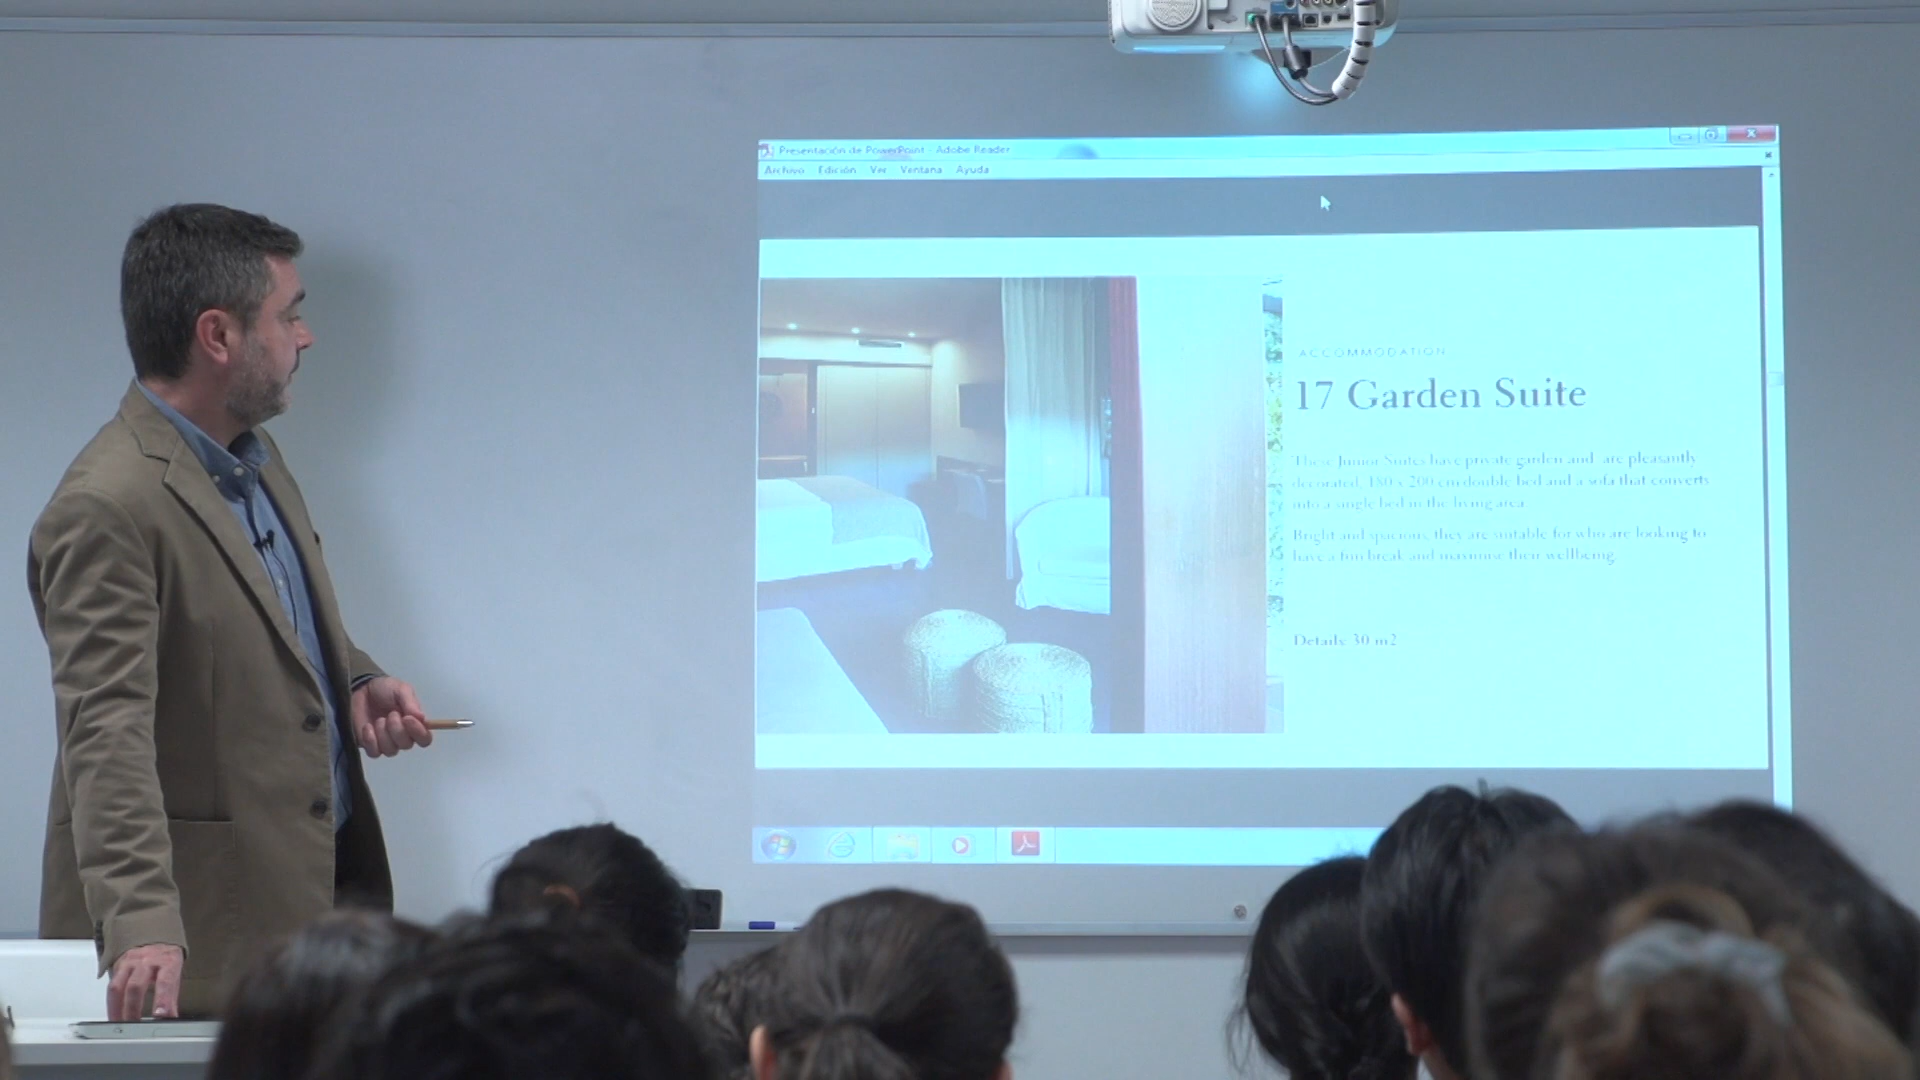 Presentación de PowerPoint - Adobe Reader
Archivo Edición Ver Ventana Ayuda
ACCOMMODATION
17 Garden Suite
These Junior Suites have private garden and are pleasantly
decorated, 180 x 200 cm double bed and a sofa that converts
into a single bed in the living area.
Bright and spacious, they are suitable for who are looking to
have a fun break and maximise their wellbeing.
Details: 30 m2